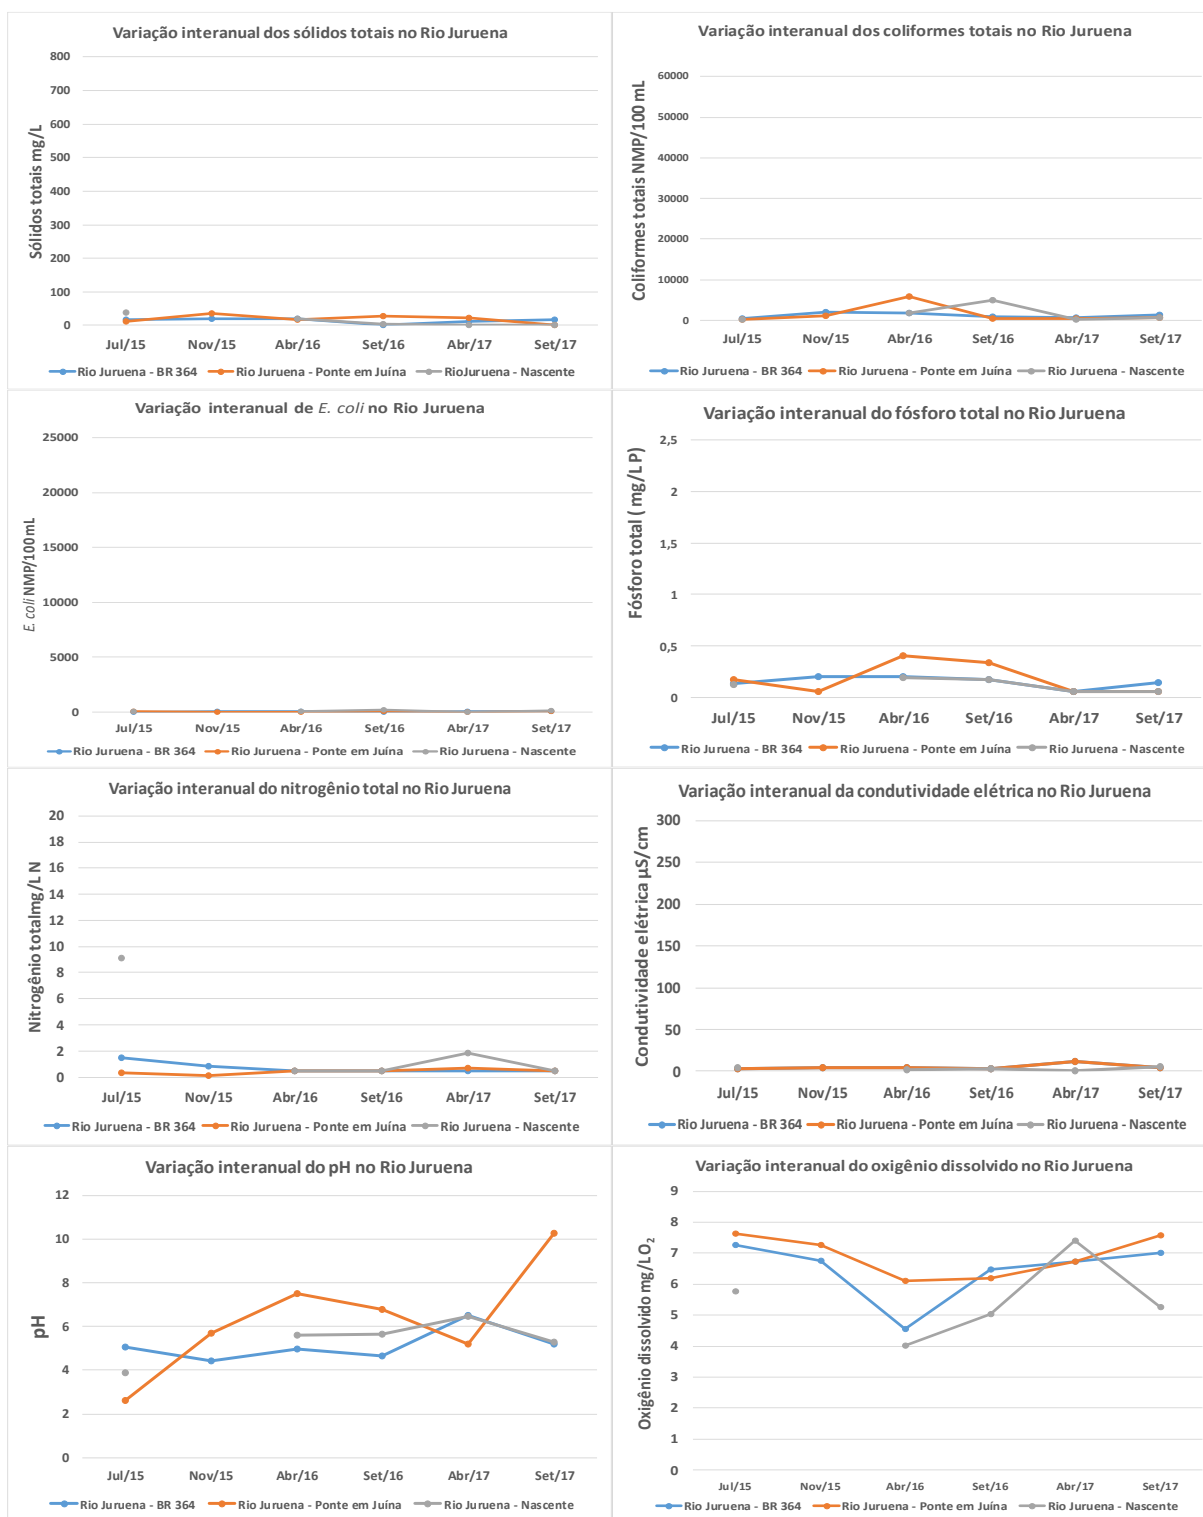 Variação interanual dos sólidos totais no Rio Juruena
800
700
600
500
400
300
200
100
0
Sólidos totais mg/L
Jul/15 Nov/15 Abr/16 Set/16 Abr/17 Set/17
Rio Juruena - BR 364 Rio Juruena - Ponte em Juína RioJuruena - Nascente
Variação interanual dos coliformes totais no Rio Juruena
60000
50000
40000
30000
20000
10000
0
Coliformes totais NMP/100 mL
Jul/15 Nov/15 Abr/16 Set/16 Abr/17 Set/17
Rio Juruena - BR 364 Rio Juruena - Ponte em Juína Rio Juruena - Nascente
Variação interanual de E. coli no Rio Juruena
25000
20000
15000
10000
5000
0
E. coli NMP/100mL
Jul/15 Nov/15 Abr/16 Set/16 Abr/17 Set/17
Rio Juruena - BR 364 Rio Juruena - Ponte em Juína Rio Juruena - Nascente
Variação interanual do fósforo total no Rio Juruena
2,5
2
1,5
1
0,5
0
Fósforo total ( mg/L P)
Jul/15 Nov/15 Abr/16 Set/16 Abr/17 Set/17
Rio Juruena - BR 364 Rio Juruena - Ponte em Juína Rio Juruena - Nascente
Variação interanual do nitrogênio total no Rio Juruena
20
18
16
14
12
10
8
6
4
2
0
Nitrogênio totalmg/L N
Jul/15 Nov/15 Abr/16 Set/16 Abr/17 Set/17
Rio Juruena - BR 364 Rio Juruena - Ponte em Juína Rio Juruena - Nascente
Variação interanual da condutividade elétrica no Rio Juruena
300
250
200
150
100
50
0
Condutividade elétrica µS/cm
Jul/15 Nov/15 Abr/16 Set/16 Abr/17 Set/17
Rio Juruena - BR 364 Rio Juruena - Ponte em Juína Rio Juruena - Nascente
Variação interanual do pH no Rio Juruena
12
10
8
6
4
2
0
pH
Jul/15 Nov/15 Abr/16 Set/16 Abr/17 Set/17
Rio Juruena - BR 364 Rio Juruena - Ponte em Juína Rio Juruena - Nascente
Variação interanual do oxigênio dissolvido no Rio Juruena
9
8
7
6
5
4
3
2
1
0
Oxigênio dissolvido mg/LO₂
Jul/15 Nov/15 Abr/16 Set/16 Abr/17 Set/17
Rio Juruena - BR 364 Rio Juruena - Ponte em Juína Rio Juruena - Nascente